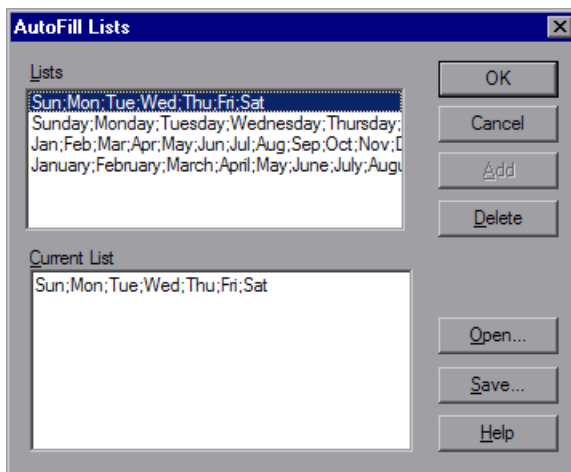 AutoFill Lists
Lists
Sun;Mon;Tue;Wed;Thu;Fri;Sat
Sunday;Monday;Tuesday;Wednesday;Thursday;
Jan;Feb;Mar;Apr;May;Jun;Jul;Aug;Sep;Oct;Nov;D
January;February;March;April;May;June;July;Augu
OK
Cancel
Add
Delete
Current List
Sun;Mon;Tue;Wed;Thu;Fri;Sat
Open...
Save...
Help